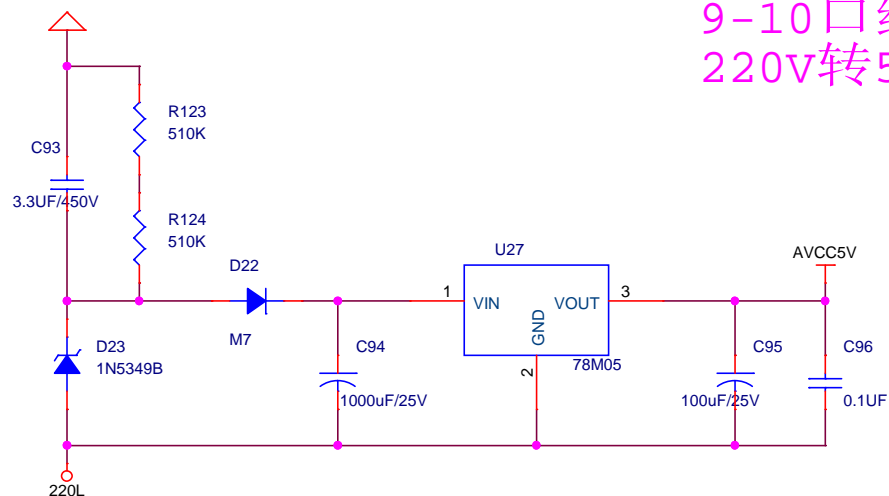 9-10口
220V转5
R123
510K
C93
3.3UF/450V
R124
510K
D22
M7
U27
1
VIN
VOUT
3
GND
2
78M05
AVCC5V
D23
1N5349B
C94
1000uF/25V
C95
100uF/25V
C96
0.1UF
220L